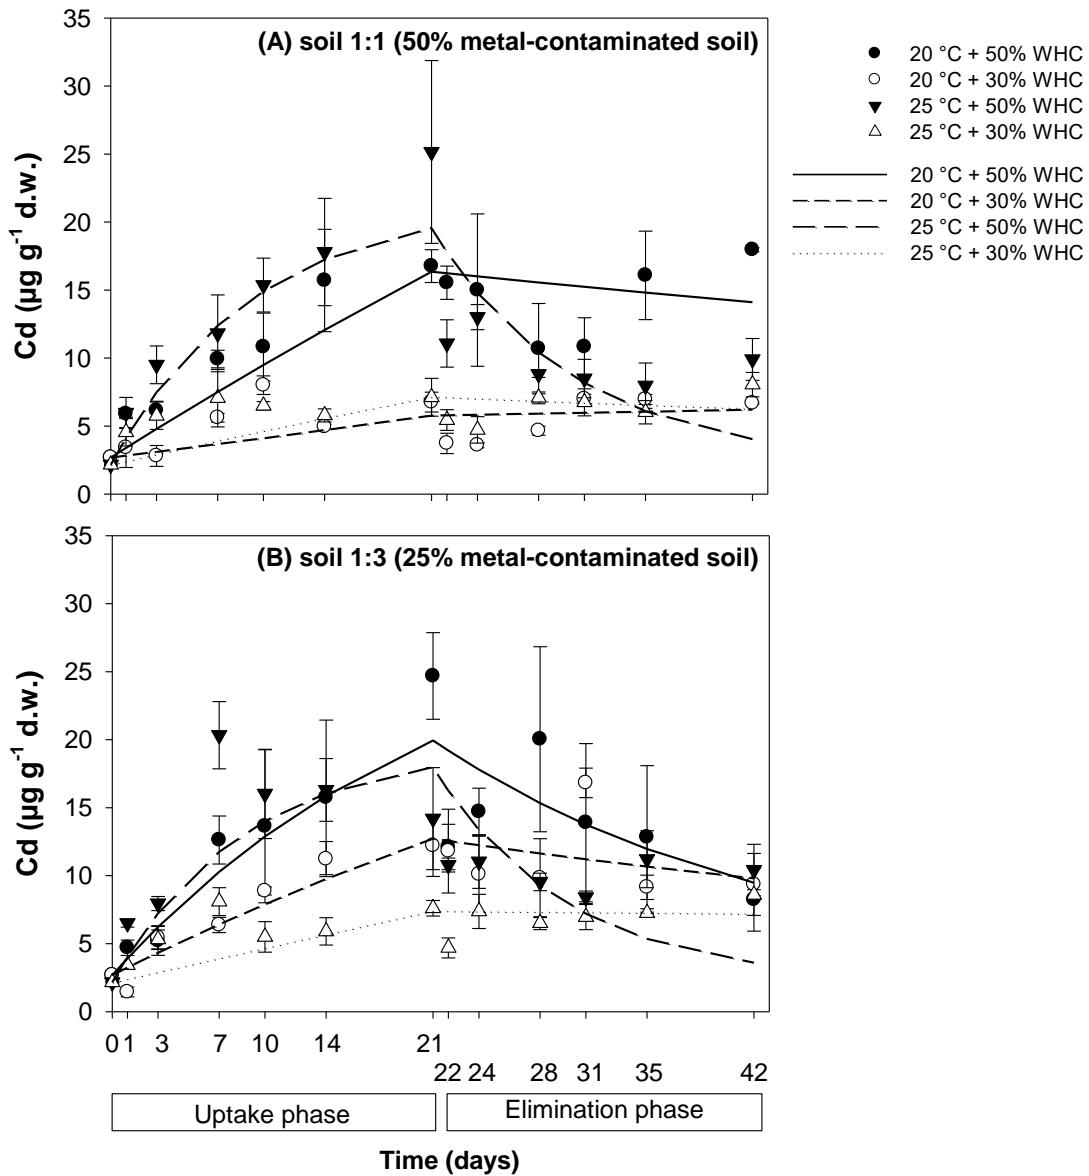 (A) soil 1:1 (50% metal-contaminated soil)
35
30
25
20
15
10
5
0
Cd (µg g-1 d.w.)
20 °C + 50% WHC
20 °C + 30% WHC
25 °C + 50% WHC
25 °C + 30% WHC
20 °C + 50% WHC
20 °C + 30% WHC
25 °C + 50% WHC
25 °C + 30% WHC
(B) soil 1:3 (25% metal-contaminated soil)
35
30
25
20
15
10
5
0
Cd (µg g-1 d.w.)
0 1 3 7 10 14 21
22 24 28 31 35 42
Uptake phase Elimination phase
Time (days)